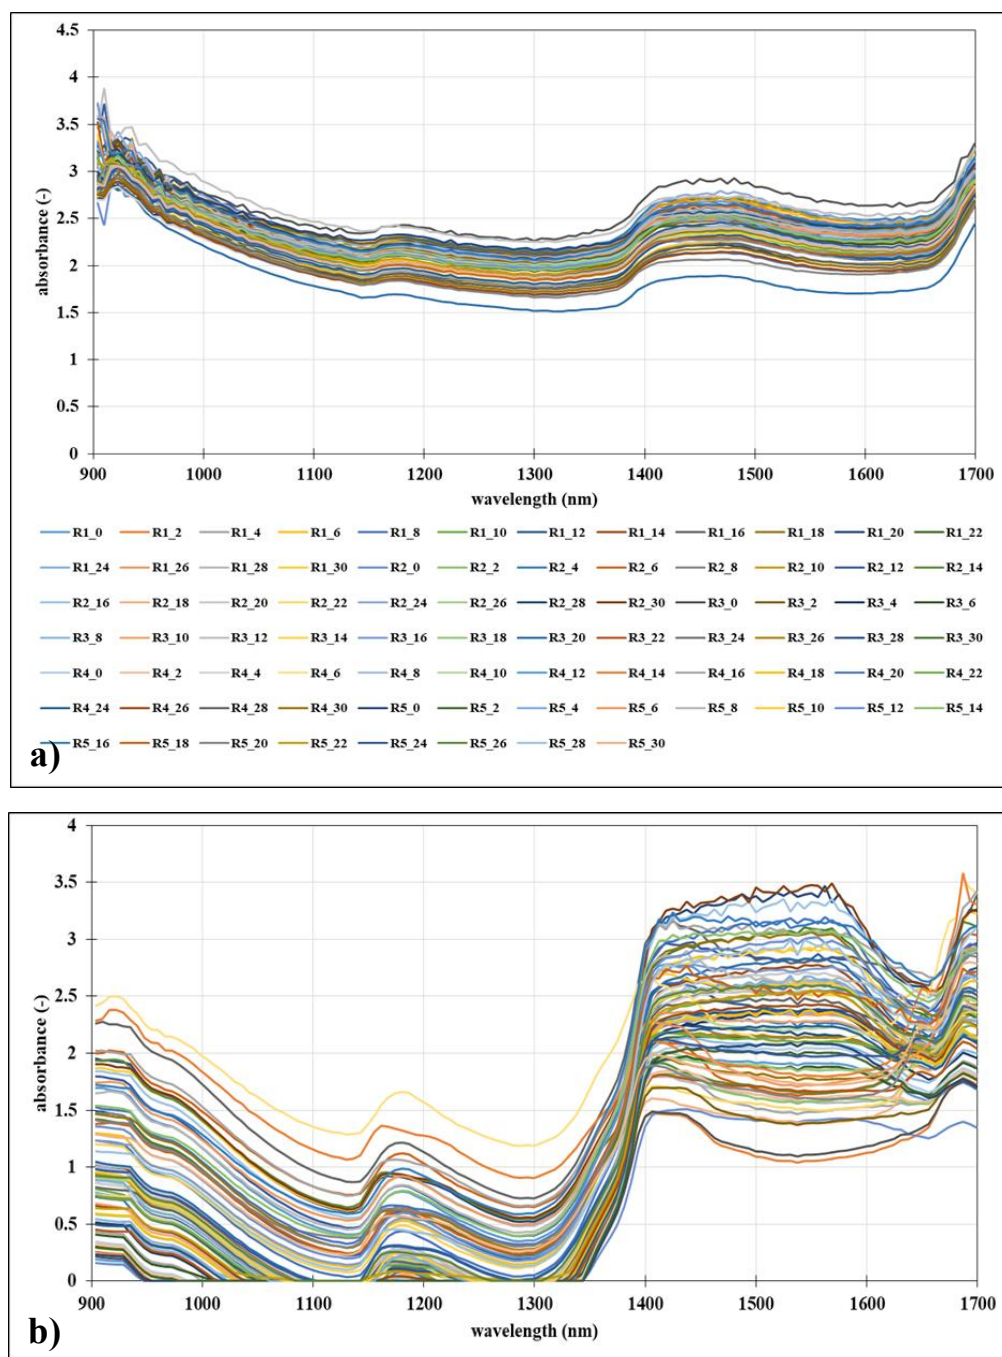 4.5
4
3.5
3
2.5
2
1.5
1
0.5
0
absorbance (-)
900 1000 1100 1200 1300 1400 1500 1600 1700
wavelength (nm)
R1_0 R1_2 R1_4 R1_6 R1_8 R1_10 R1_12 R1_14 R1_16 R1_18 R1_20 R1_22
R1_24 R1_26 R1_28 R1_30 R2_0 R2_2 R2_4 R2_6 R2_8 R2_10 R2_12 R2_14
R2_16 R2_18 R2_20 R2_22 R2_24 R2_26 R2_28 R2_30 R3_0 R3_2 R3_4 R3_6
R3_8 R3_10 R3_12 R3_14 R3_16 R3_18 R3_20 R3_22 R3_24 R3_26 R3_28 R3_30
R4_0 R4_2 R4_4 R4_6 R4_8 R4_10 R4_12 R4_14 R4_16 R4_18 R4_20 R4_22
R4_24 R4_26 R4_28 R4_30 R5_0 R5_2 R5_4 R5_6 R5_8 R5_10 R5_12 R5_14
R5_16 R5_18 R5_20 R5_22 R5_24 R5_26 R5_28 R5_30
a)
4
3.5
3
2.5
2
1.5
1
0.5
0
absorbance (-)
900 1000 1100 1200 1300 1400 1500 1600 1700
wavelength (nm)
b)